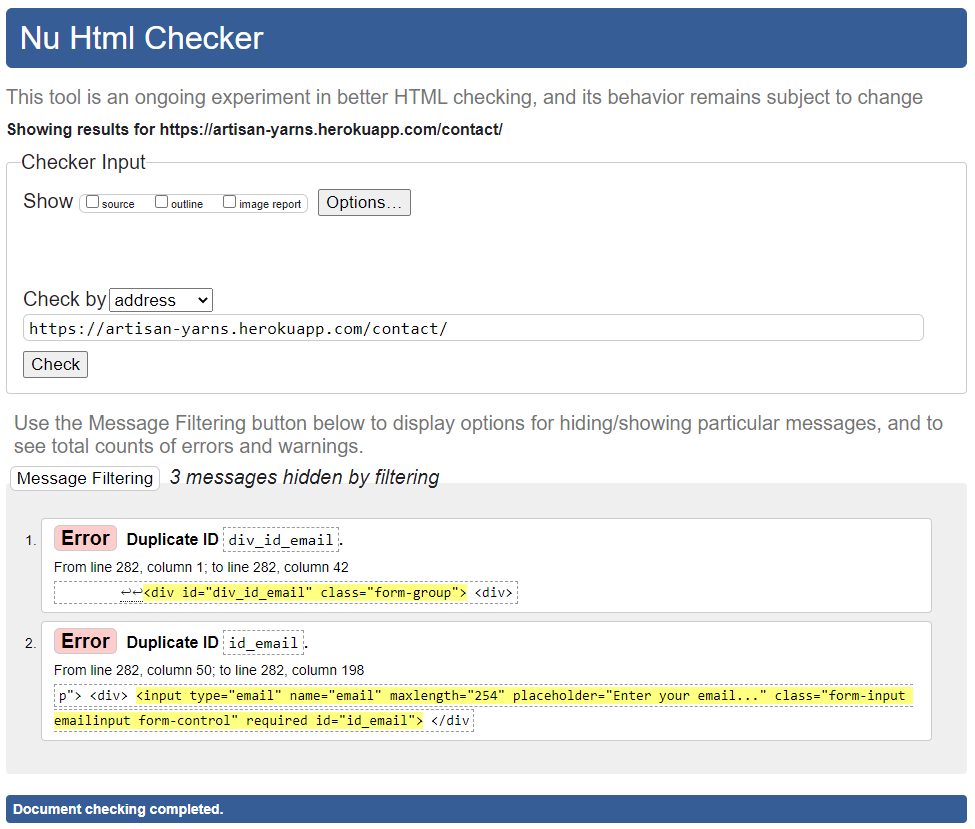 Nu Html Checker
This tool is an ongoing experiment in better HTML checking, and its behavior remains subject to change
Showing results for https://artisan-yarns.herokuapp.com/contact/
Checker Input
Show source outline image report Options...
Check by address
https://artisan-yarns.herokuapp.com/contact/
Check
Use the Message Filtering button below to display options for hiding/showing particular messages, and to
see total counts of errors and warnings.
Message Filtering 3 messages hidden by filtering
1. Error Duplicate ID div_id_email.
From line 282, column 1; to line 282, column 42
↩↩<div id="div_id_email" class="form-group"> <div>
2. Error Duplicate ID id_email.
From line 282, column 50; to line 282, column 198
p"> <div> <input type="email" name="email" maxlength="254" placeholder="Enter your email..." class="form-input
emailinput form-control" required id="id_email"> </div
Document checking completed.